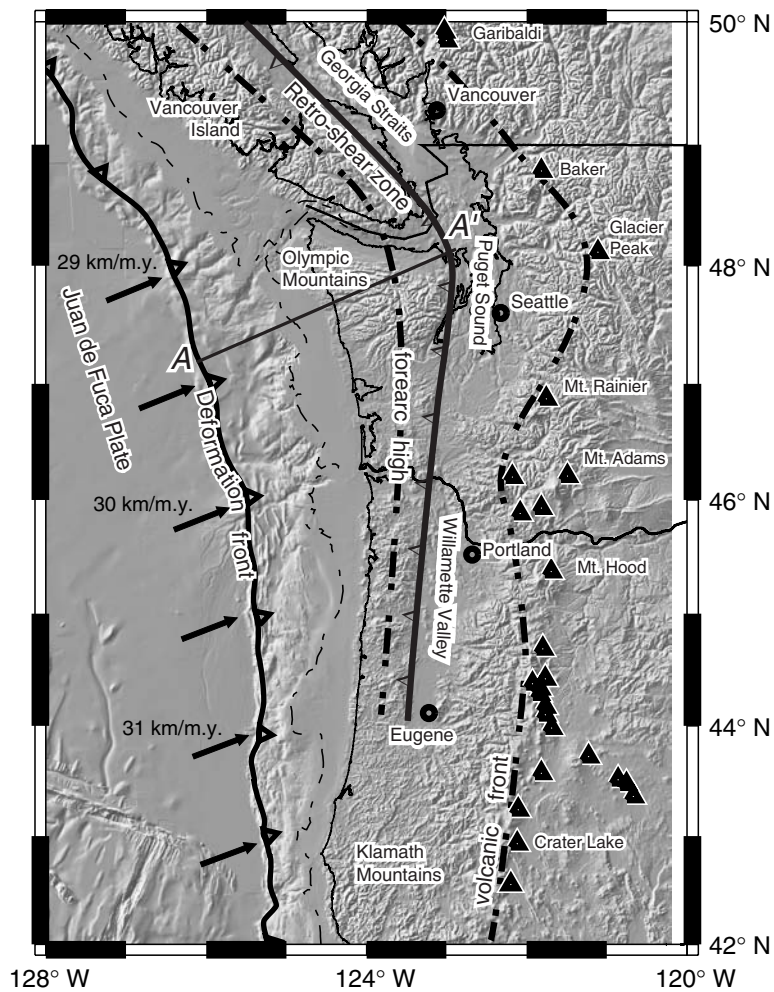 50° N
Garibaldi
Georgia Straits
Vancouver
Vancouver
Island
Retro-shear zone
Baker
Glacier
Peak
A'
29 km/m.y.
Olympic
Mountains
Puget Sound
48° N
Seattle
Juan de Fuca Plate
A
Deformation
front
forearc high
Mt. Rainier
Mt. Adams
30 km/m.y.
46° N
Portland
Willamette Valley
Mt. Hood
31 km/m.y.
44° N
Eugene
volcanic front
Crater Lake
Klamath
Mountains
42° N
128° W
124° W
120° W